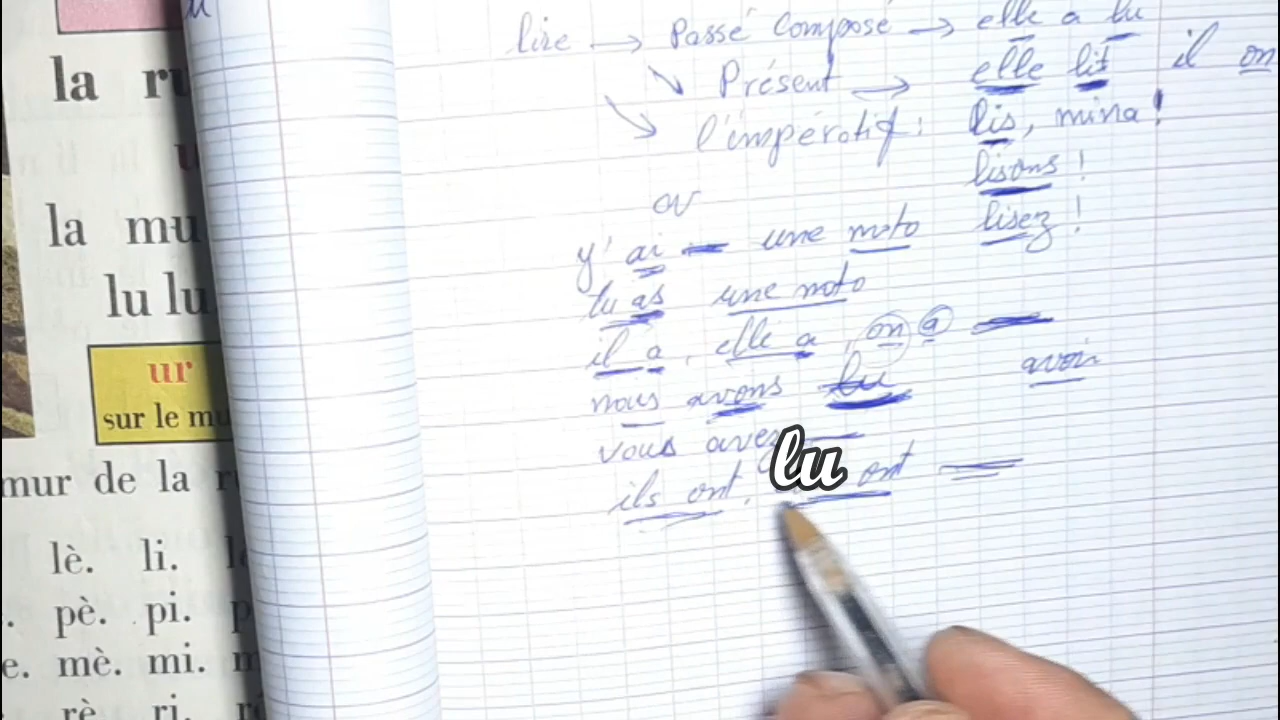 la ru
u
la mu
lu lu
ur
sur le mu
mur de la r
lè. li. l
. pè. pi. p
e. mè. mi. m
rè ri. r
lire → Passé Composé → elle a lu
Présent → elle lit il on
l'impératif: lis, mina!
lisons!
lisez!
y'ai une moto
tu as une moto
il a, elle a, on a
nous avons lu avoir
vous avez
lu
ils ont, ont